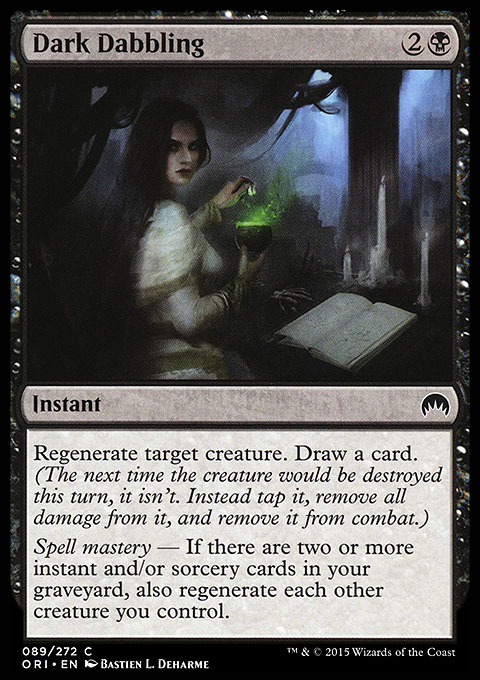 Dark Dabbling 2
Instant
Regenerate target creature. Draw a card.
(The next time the creature would be destroyed
this turn, it isn't. Instead tap it, remove all
damage from it, and remove it from combat.)
Spell mastery — If there are two or more
instant and/or sorcery cards in your
graveyard, also regenerate each other
creature you control.
089/272 C
ORI • EN Bastien L. Deharme
™ & © 2015 Wizards of the Coast